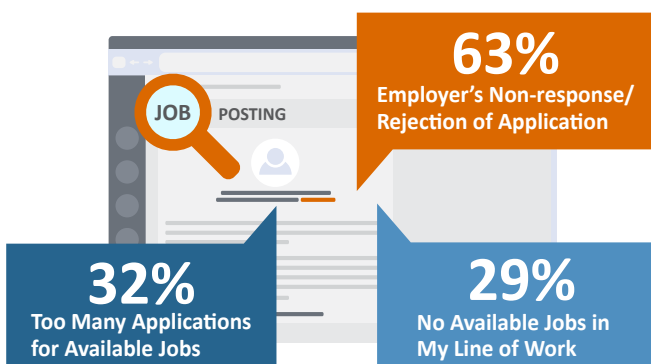 63%
Employer's Non-response/
Rejection of Application
JOB POSTING
32%
Too Many Applications
for Available Jobs
29%
No Available Jobs in
My Line of Work